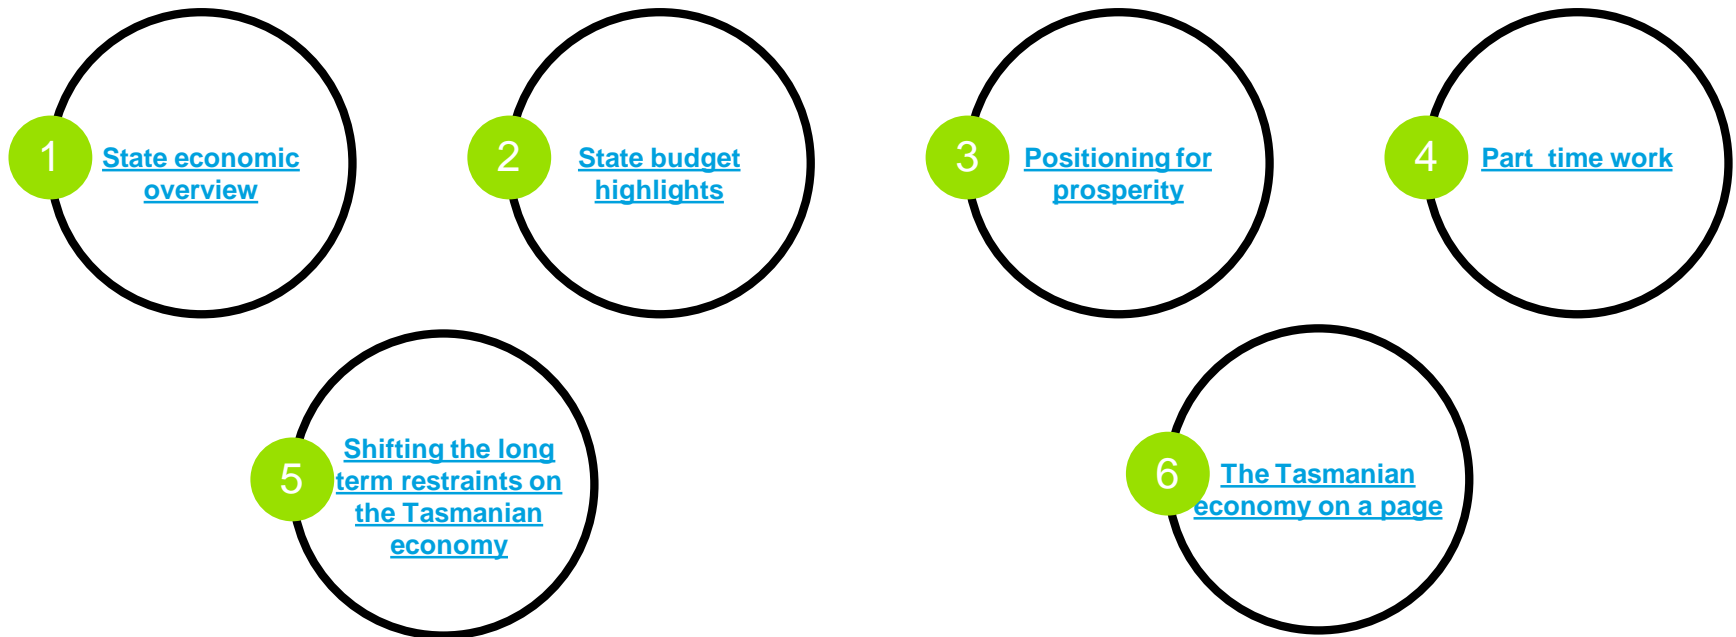 1
State economic
overview
2
State budget
highlights
3
Positioning for
prosperity
4
Part  time work
5
Shifting the long
term restraints on
the Tasmanian
economy
6
The Tasmanian
economy on a page